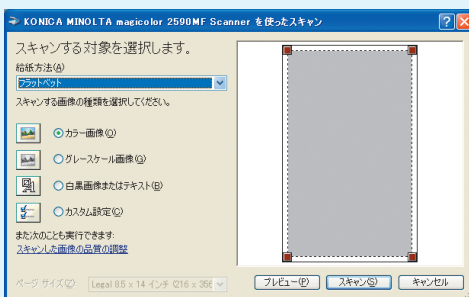 KONICA MINOLTA magicolor 2590MF Scanner を使ったスキャン
スキャンする対象を選択します。
給紙方法(A)
フラットベット
スキャンする画像の種類を選択してください。
カラー画像(O)
グレースケール画像(G)
白黒画像またはテキスト(B)
カスタム設定(C)
また次のことも実行できます:
スキャンした画像の品質の調整
ページ サイズ(Z):
Legal 8.5 x 14 インチ (216 x 356
プレビュー(P)
スキャン(S)
キャンセル